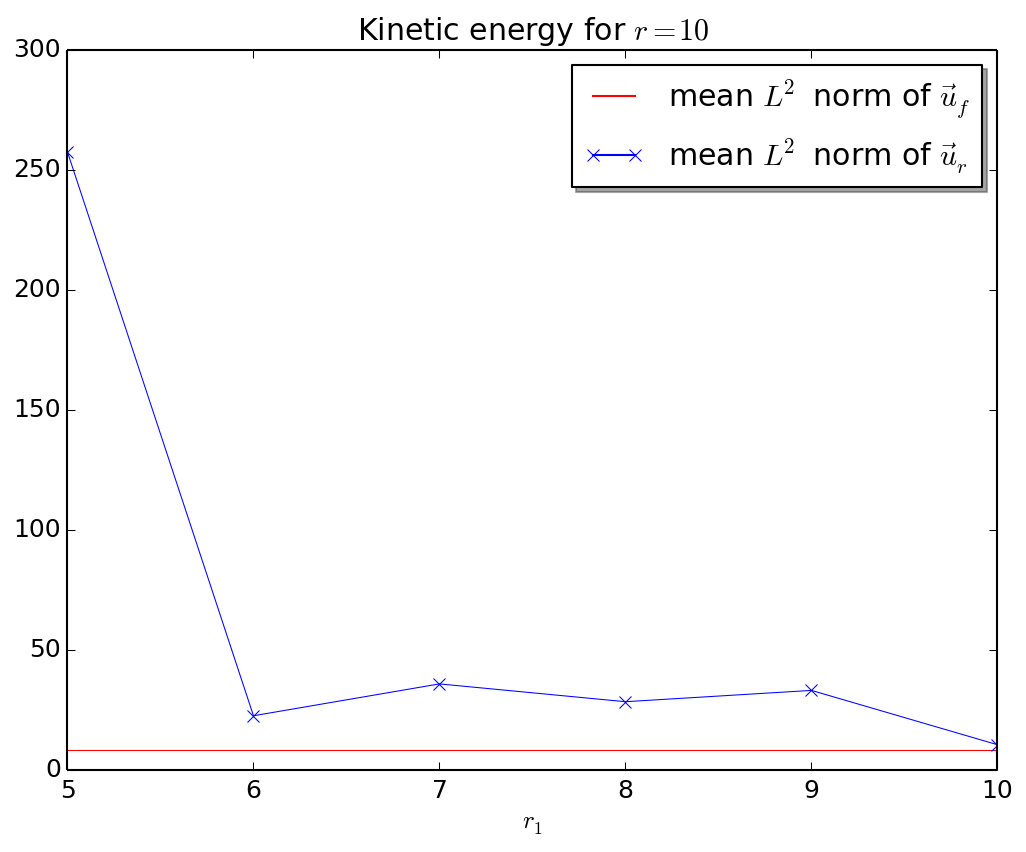 Kinetic energy for r = 10
300
250
200
150
100
50
0
mean L² norm of u⃗_f
mean L² norm of u⃗_r
5 6 7 8 9 10
r₁